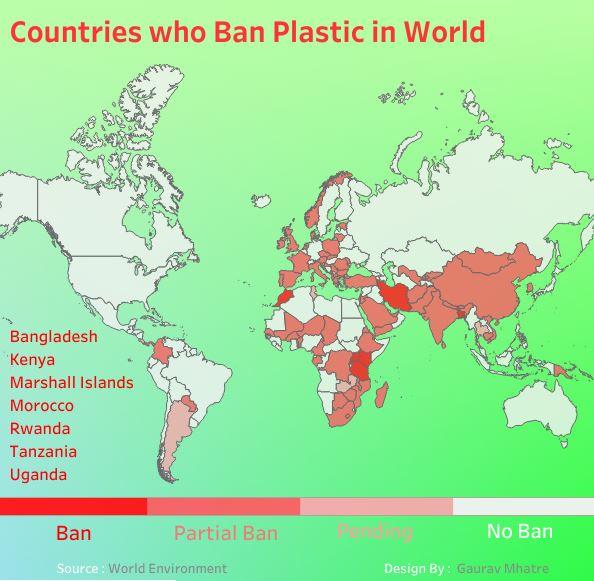 Countries who Ban Plastic in World
Bangladesh
Kenya
Marshall Islands
Morocco
Rwanda
Tanzania
Uganda
Ban Partial Ban Pending No Ban
Source : World Environment Design By : Gaurav Mhatre